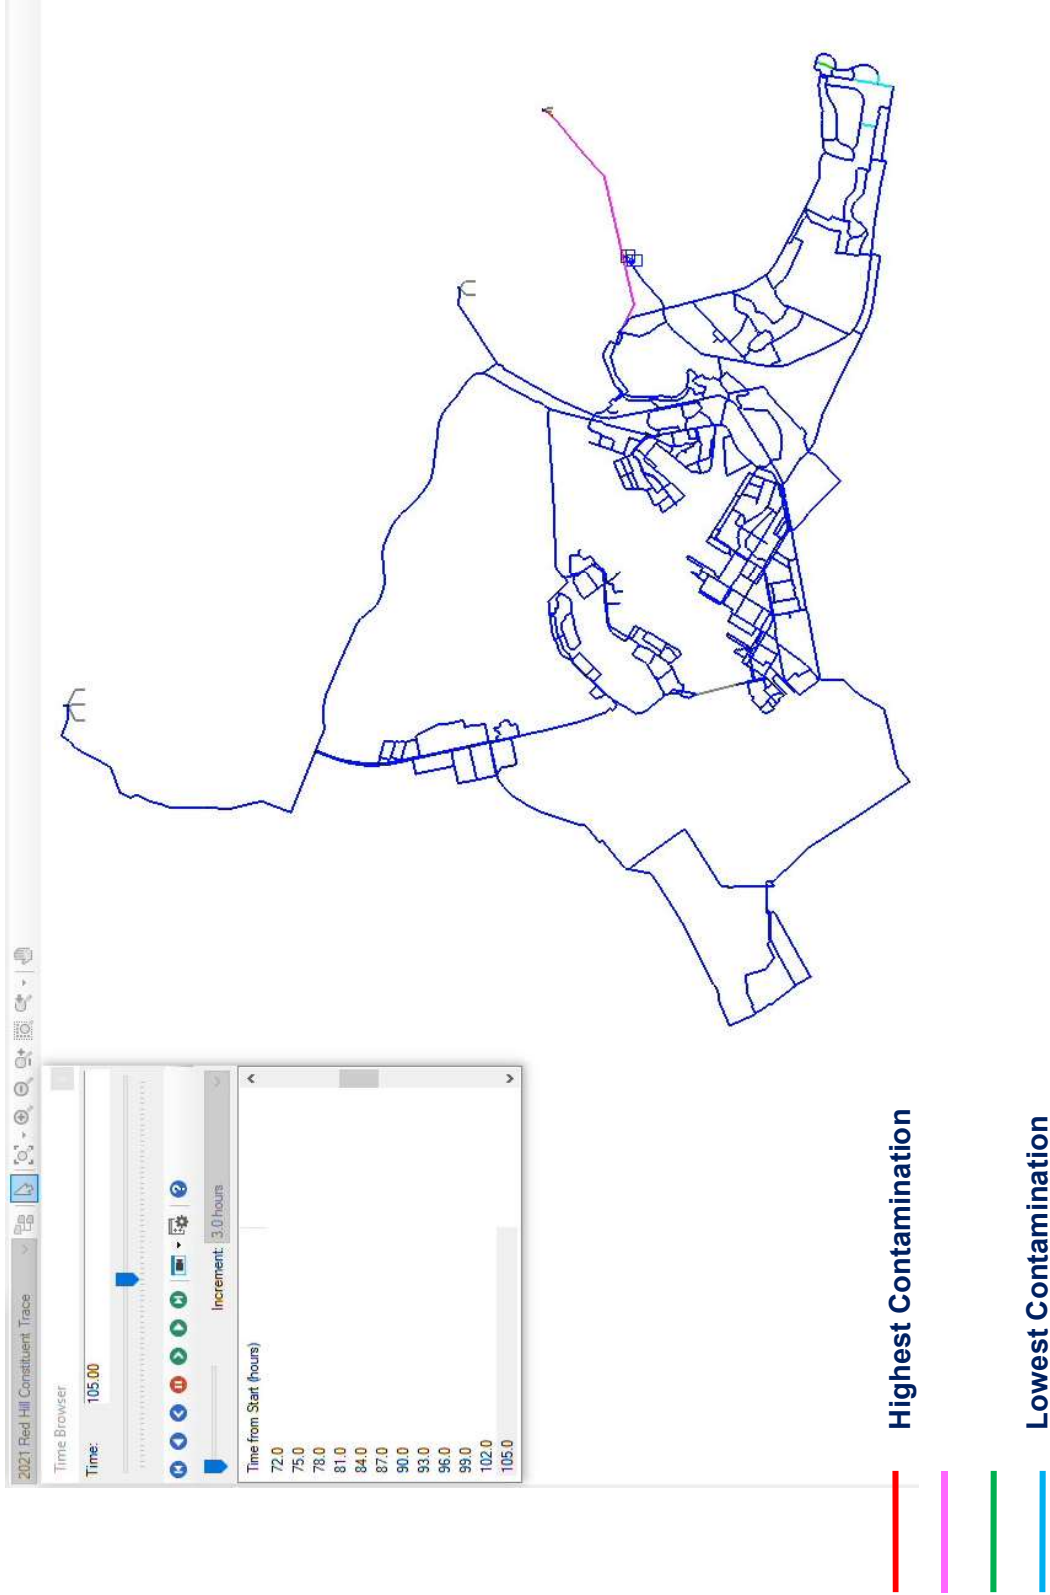 2021 Red Hill Constituent Trace
Time Browser
Time:
105.00
Increment:
3.0 hours
Time from Start (hours)
72.0
75.0
78.0
81.0
84.0
87.0
90.0
93.0
96.0
99.0
102.0
105.0
Highest Contamination
Lowest Contamination